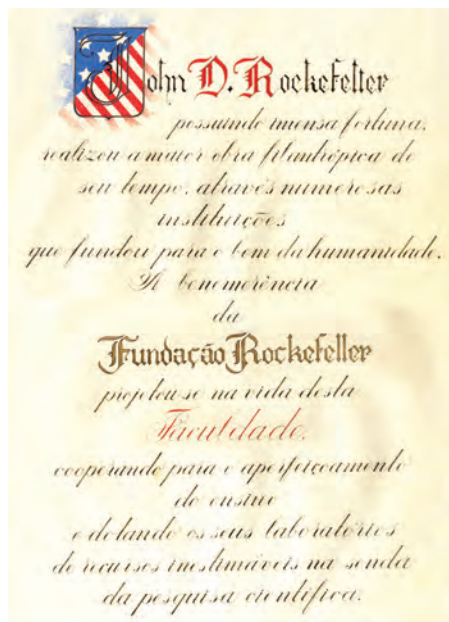 John D. Rockefeller
possuindo imensa fortuna,
realizou a maior obra filantrópica do
seu tempo, através numerosas
instituições
que fundou para o bem da humanidade.
A benemerência
da
Fundação Rockefeller
projetou-se na vida desta
Faculdade,
cooperando para o aperfeiçoamento
do ensino
e dotando os seus laboratórios
de recursos inestimáveis na senda
da pesquisa científica.